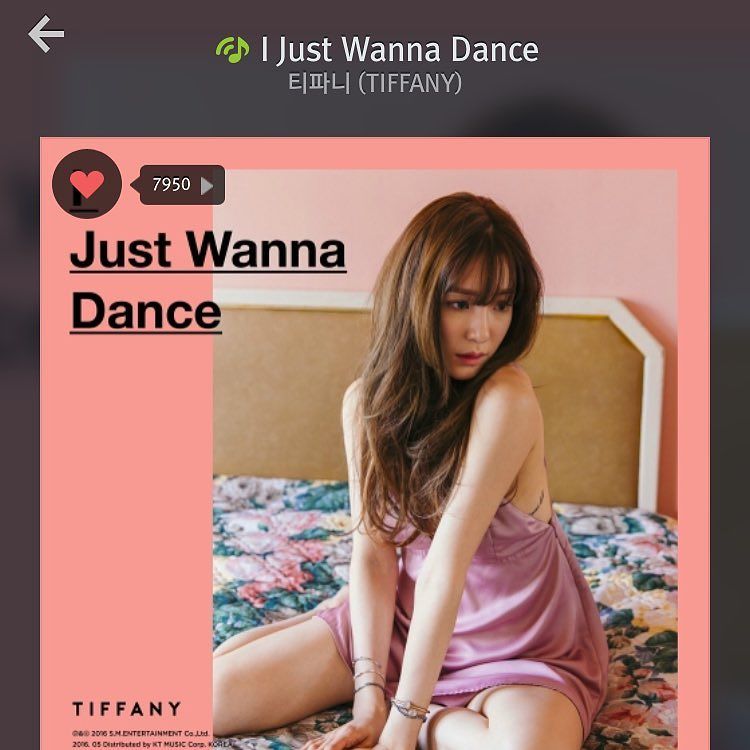 I Just Wanna Dance
티파니 (TIFFANY)
7950
I
Just Wanna
Dance
TIFFANY
℗&© 2016 S.M.ENTERTAINMENT Co.,Ltd.
2016. 05 Distributed by KT MUSIC Corp. KOREA